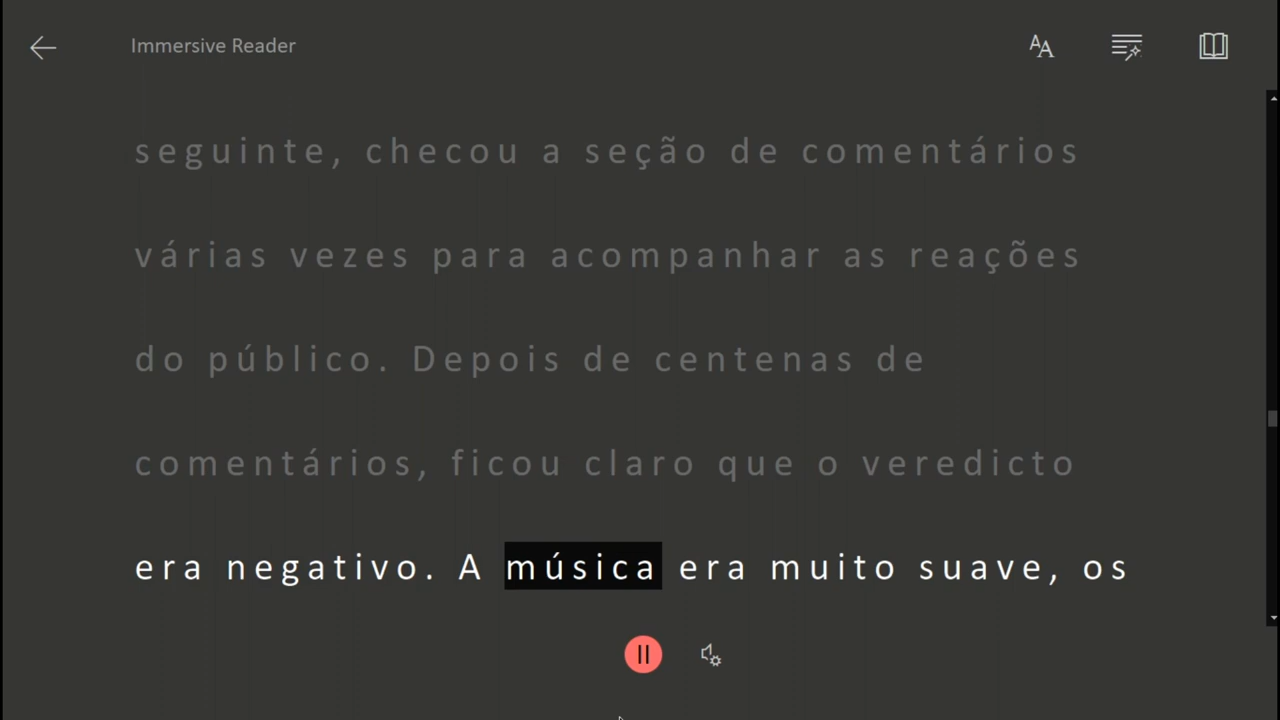 Immersive Reader
seguinte, checou a seção de comentários
várias vezes para acompanhar as reações
do público. Depois de centenas de
comentários, ficou claro que o veredicto
era negativo. A música era muito suave, os